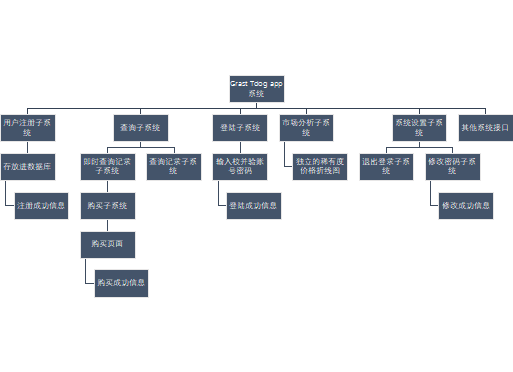 Grast Tdog app
系统
用户注册子系
统
查询子系统
登陆子系统
市场分析子系
统
系统设置子系
统
其他系统接口
存放进数据库
即时查询记录
子系统
查询记录子系
统
输入校并验账
号密码
独立的稀有度
价格折线图
退出登录子系
统
修改密码子系
统
注册成功信息
购买子系统
登陆成功信息
修改成功信息
购买页面
购买成功信息